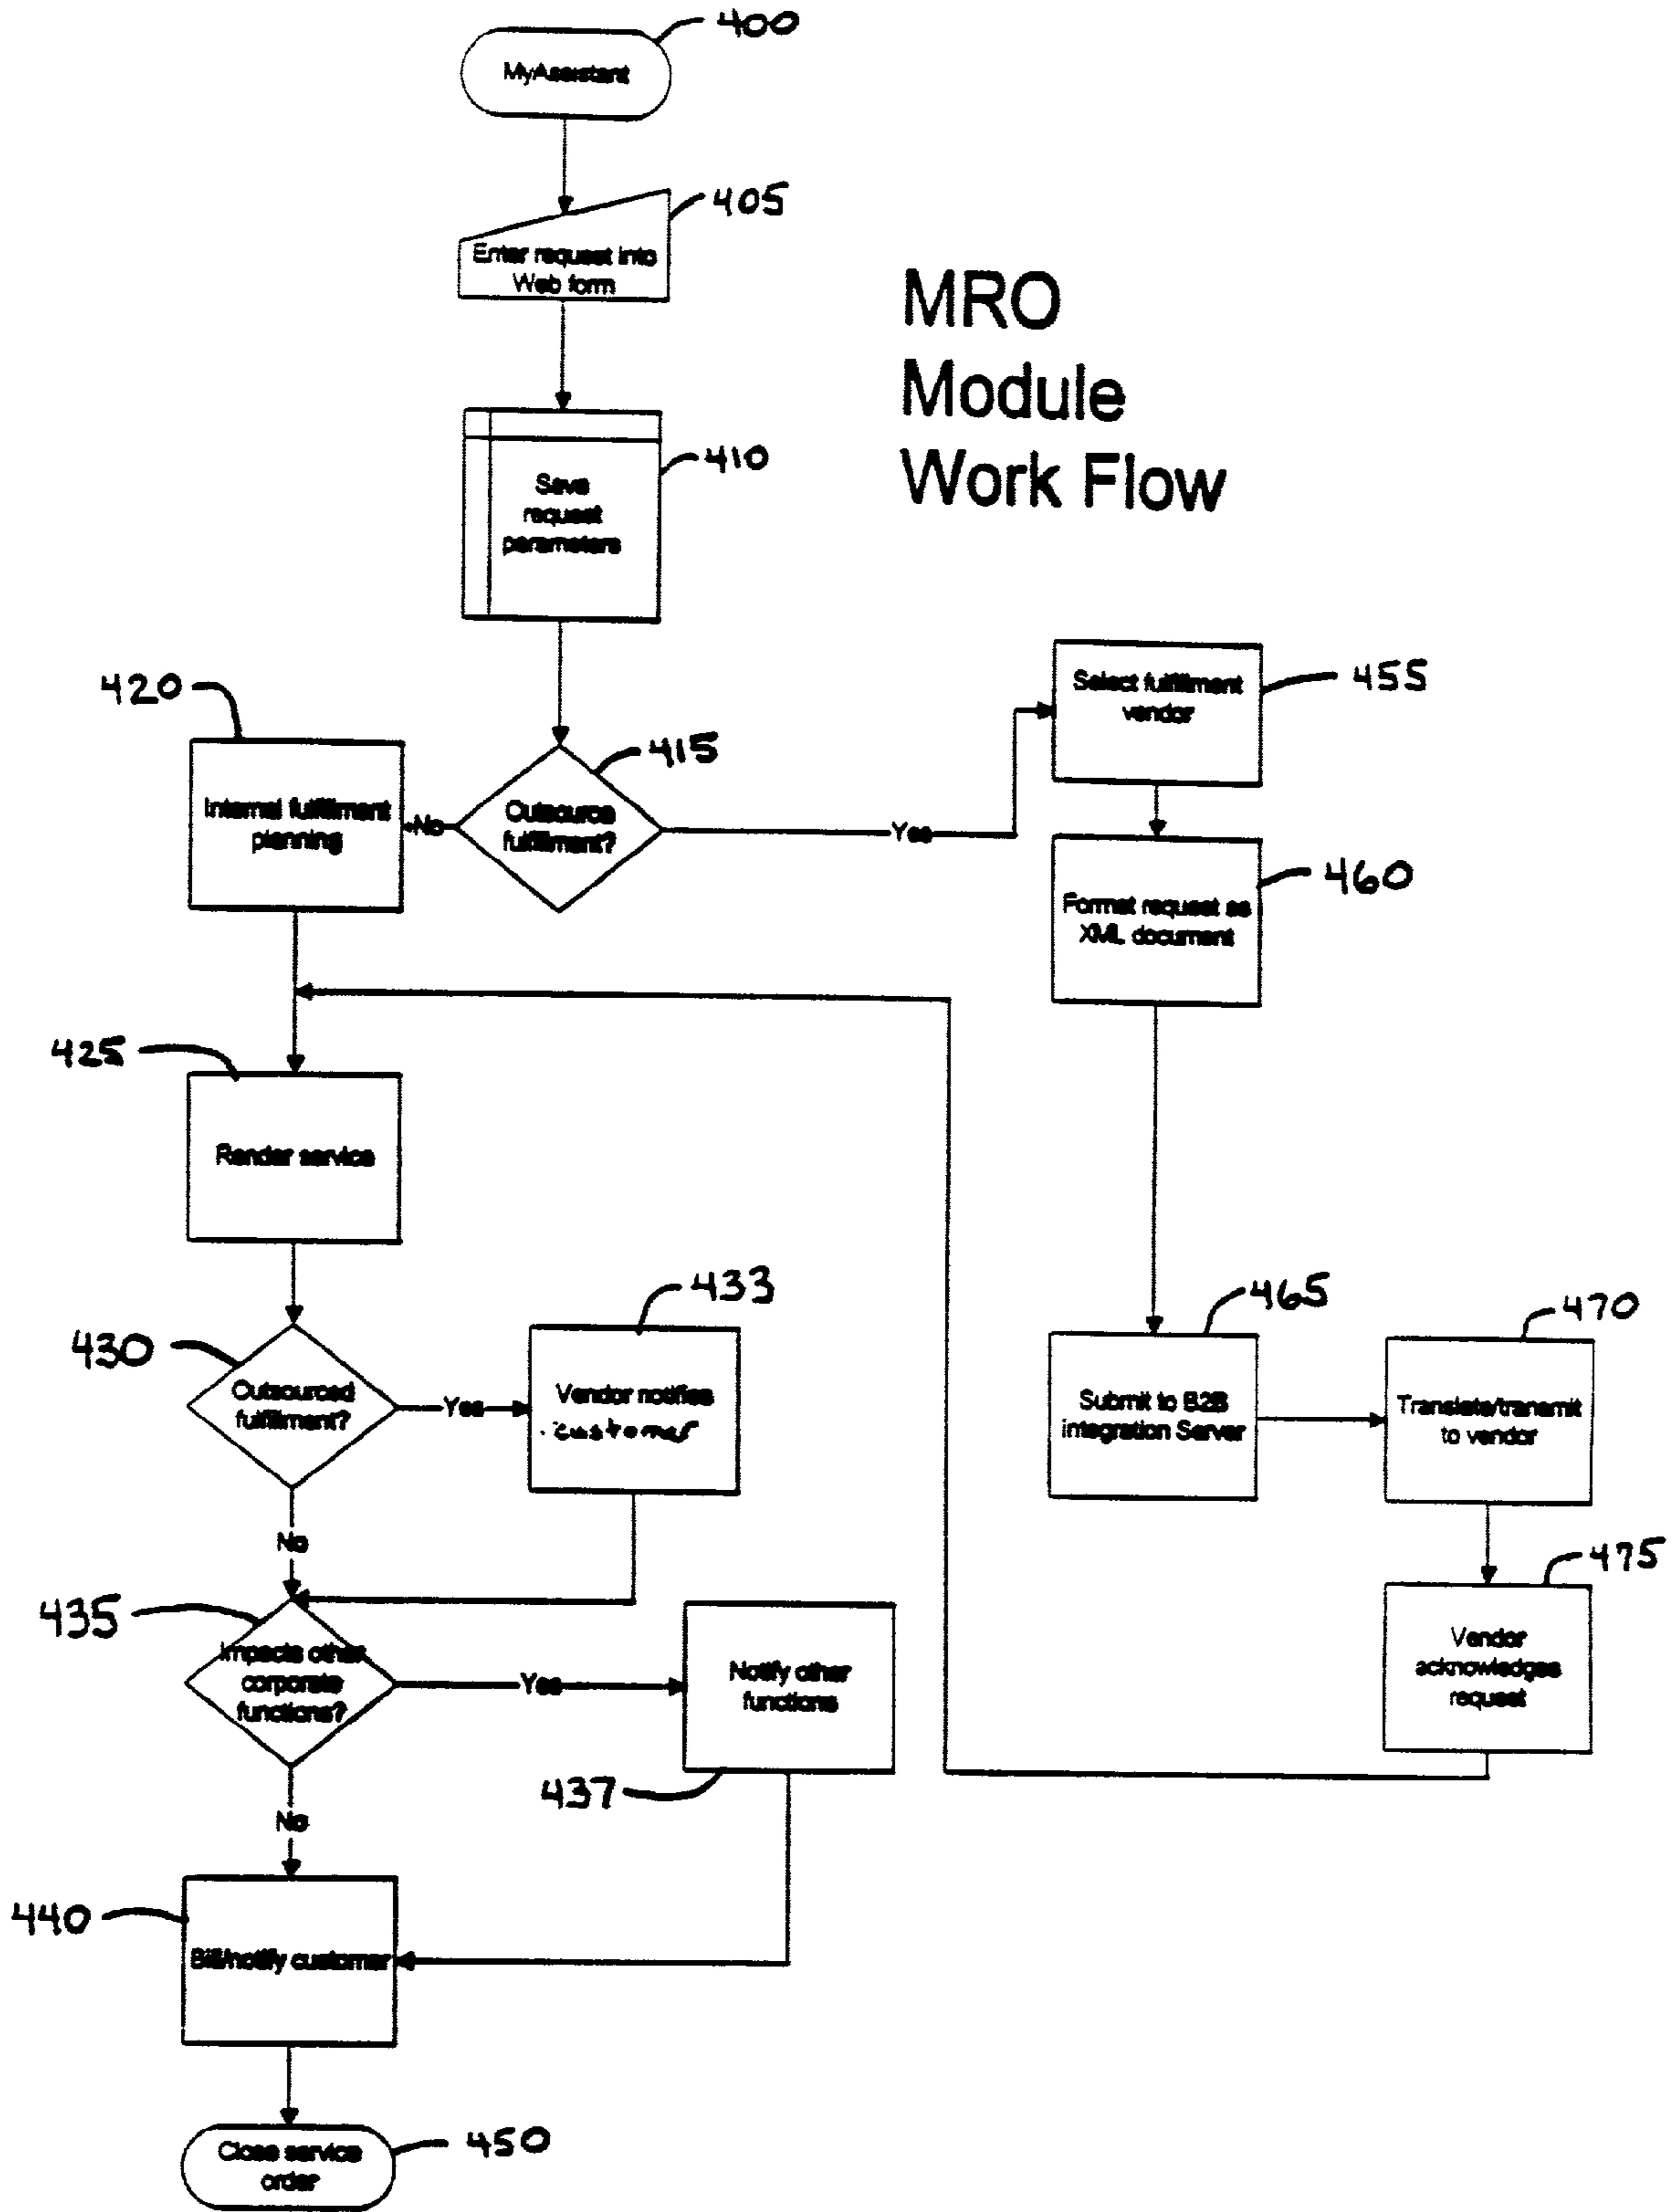 400
MyAssistant
405
Enter request into
Web form
MRO
Module
Work Flow
410
Save
request
parameters
420
415
455
Select fulfillment
vendor
Internal fulfillment
planning
No
Outsource
fulfillment?
Yes
460
Format request as
XML document
425
Render service
430
433
465
470
Outsourced
fulfillment?
Yes
Vendor notifies
customer
Submit to B2B
integration Server
Translate/transmit
to vendor
No
475
435
Impacts other
corporate
functions?
Yes
Notify other
functions
Vendor
acknowledges
request
437
No
440
Bill/notify customer
450
Close service
order